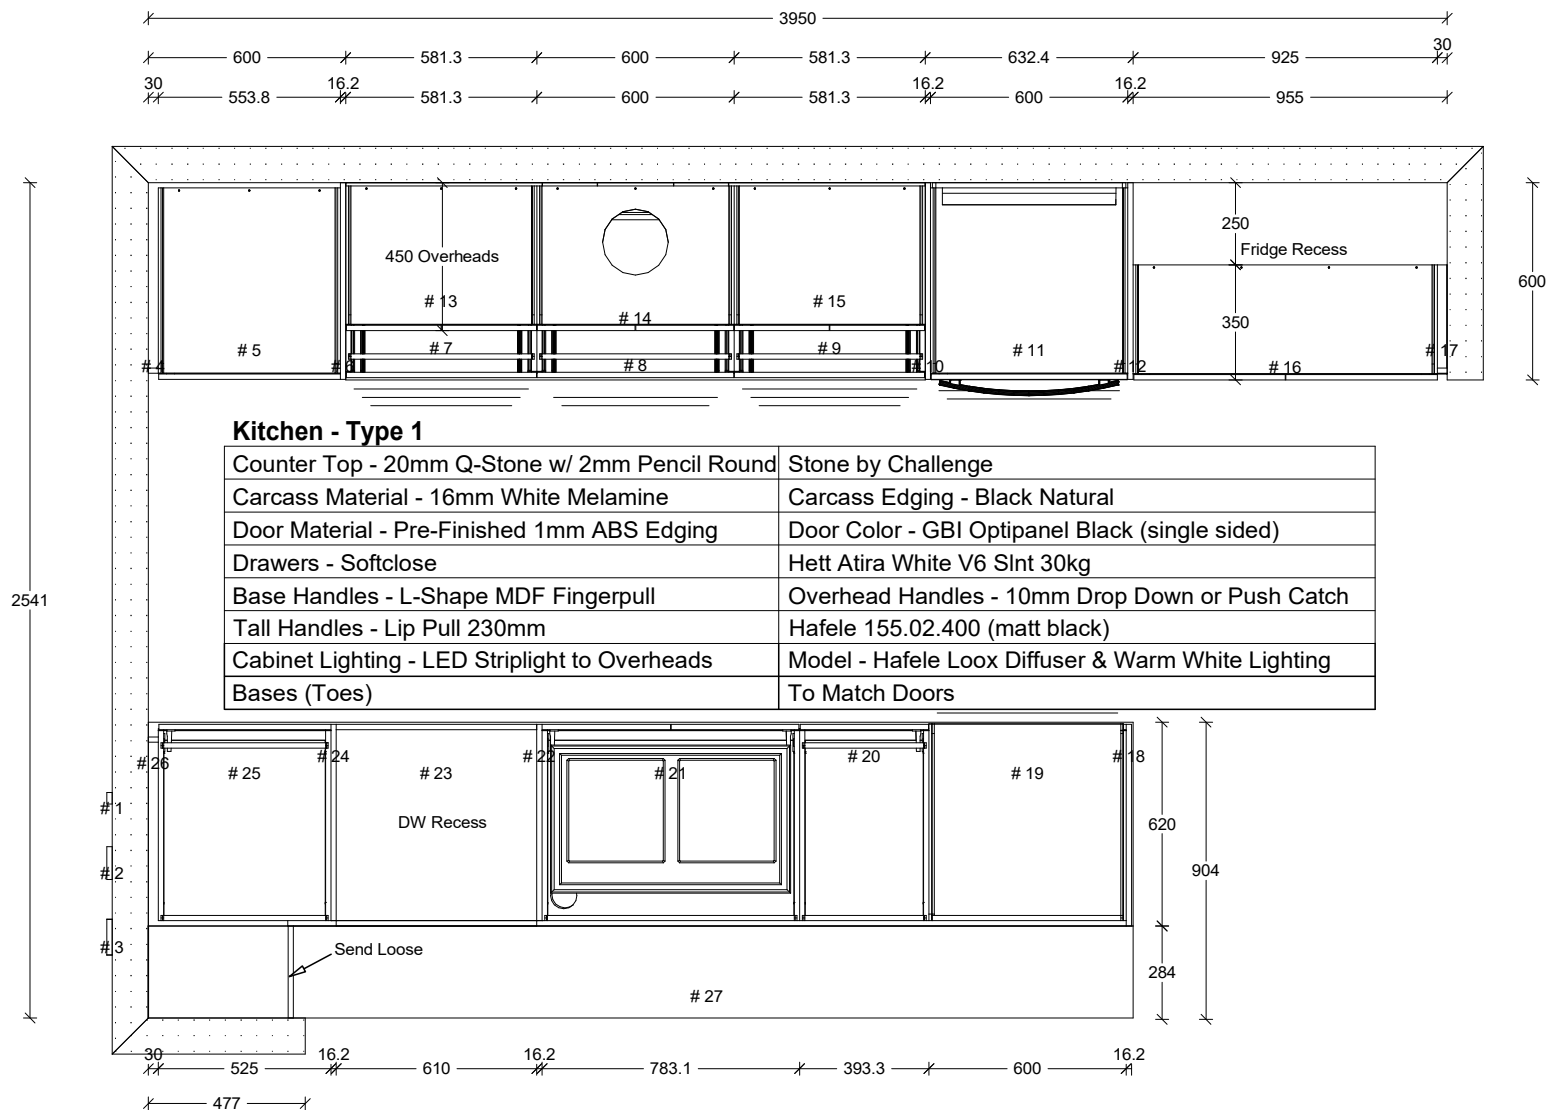 3950
30
600 581.3 600 581.3 632.4 925
30 16.2 16.2 16.2
553.8 581.3 600 581.3 600 955
250
450 Overheads
Fridge Recess
600
# 13
# 14
# 15
350
# 5
# 7
# 9
# 11
# 17
# 4
# 6
# 8
# 10
# 12
# 16
Kitchen - Type 1
Counter Top - 20mm Q-Stone w/ 2mm Pencil Round Stone by Challenge
Carcass Material - 16mm White Melamine Carcass Edging - Black Natural
Door Material - Pre-Finished 1mm ABS Edging Door Color - GBI Optipanel Black (single sided)
Drawers - Softclose Hett Atira White V6 Slnt 30kg
2541
Base Handles - L-Shape MDF Fingerpull Overhead Handles - 10mm Drop Down or Push Catch
Tall Handles - Lip Pull 230mm Hafele 155.02.400 (matt black)
Cabinet Lighting - LED Striplight to Overheads Model - Hafele Loox Diffuser & Warm White Lighting
Bases (Toes) To Match Doors
# 26
# 24
# 22
# 20
# 18
# 25
# 23
# 21
# 19
# 1
DW Recess
620
# 2
904
# 3
Send Loose
284
# 27
30 16.2 16.2 16.2
525 610 783.1 393.3 600
477